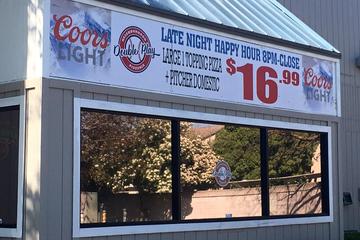 Coors
LIGHT
Double Play
LATE NIGHT HAPPY HOUR 8PM-CLOSE
LARGE 1 TOPPING PIZZA
+ PITCHER DOMESTIC
$16.99
Coors
LIGHT